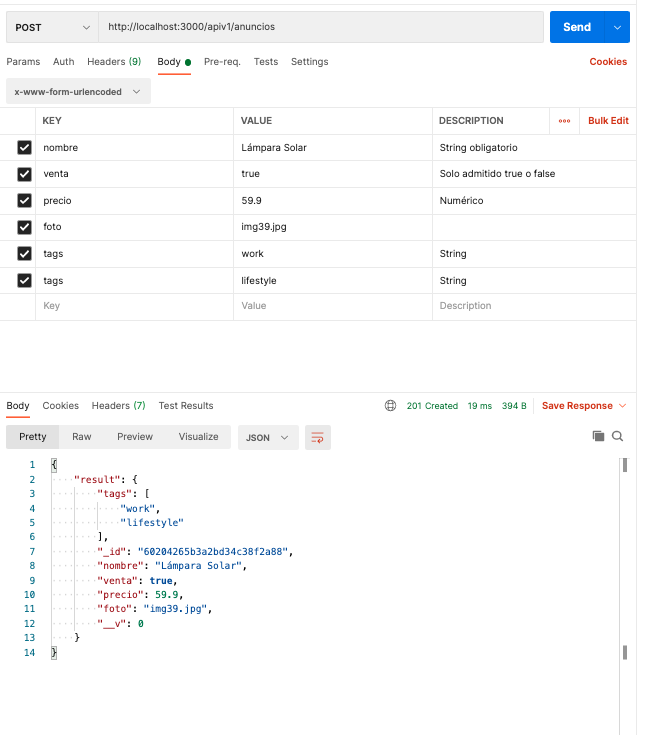 POST http://localhost:3000/apiv1/anuncios Send
Params Auth Headers (9) Body Pre-req. Tests Settings Cookies
x-www-form-urlencoded
KEY VALUE DESCRIPTION ooo Bulk Edit
nombre Lámpara Solar String obligatorio
venta true Solo admitido true o false
precio 59.9 Numérico
foto img39.jpg
tags work String
tags lifestyle String
Key Value Description
Body Cookies Headers (7) Test Results 201 Created 19 ms 394 B Save Response
Pretty Raw Preview Visualize JSON
1 {
2 "result": {
3 "tags": [
4 "work",
5 "lifestyle"
6 ],
7 "_id": "60204265b3a2bd34c38f2a88",
8 "nombre": "Lámpara Solar",
9 "venta": true,
10 "precio": 59.9,
11 "foto": "img39.jpg",
12 "__v": 0
13 }
14 }